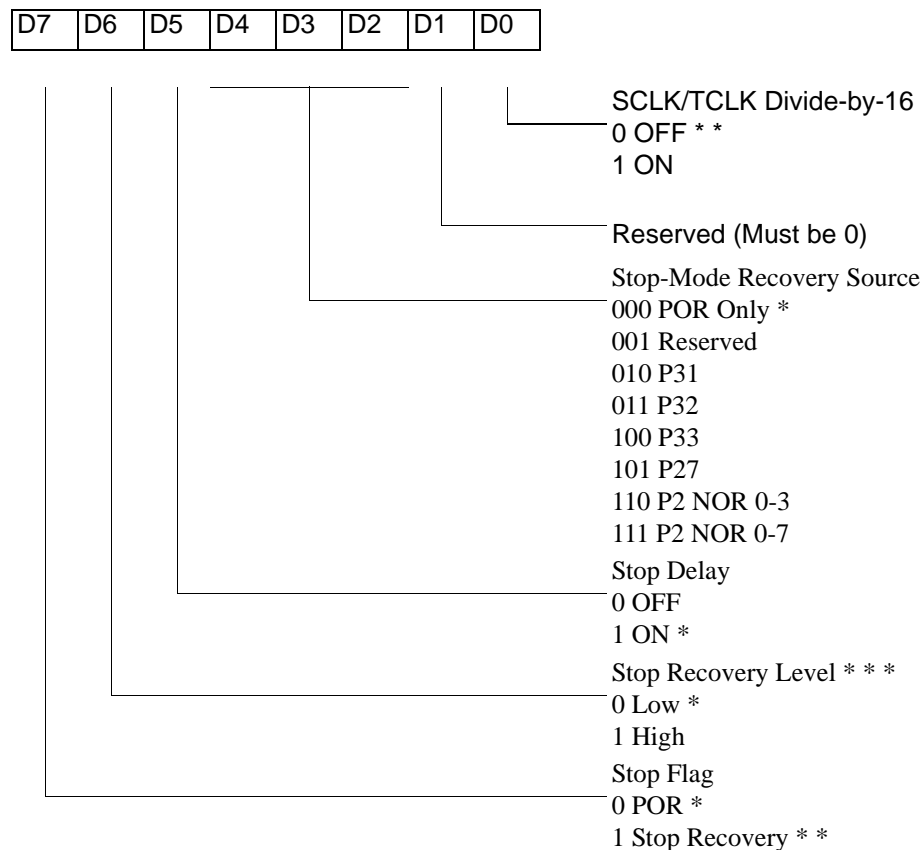 D7 D6 D5 D4 D3 D2 D1 D0
SCLK/TCLK Divide-by-16
0 OFF * *
1 ON
Reserved (Must be 0)
Stop-Mode Recovery Source
000 POR Only *
001 Reserved
010 P31
011 P32
100 P33
101 P27
110 P2 NOR 0-3
111 P2 NOR 0-7
Stop Delay
0 OFF
1 ON *
Stop Recovery Level * * *
0 Low *
1 High
Stop Flag
0 POR *
1 Stop Recovery * *